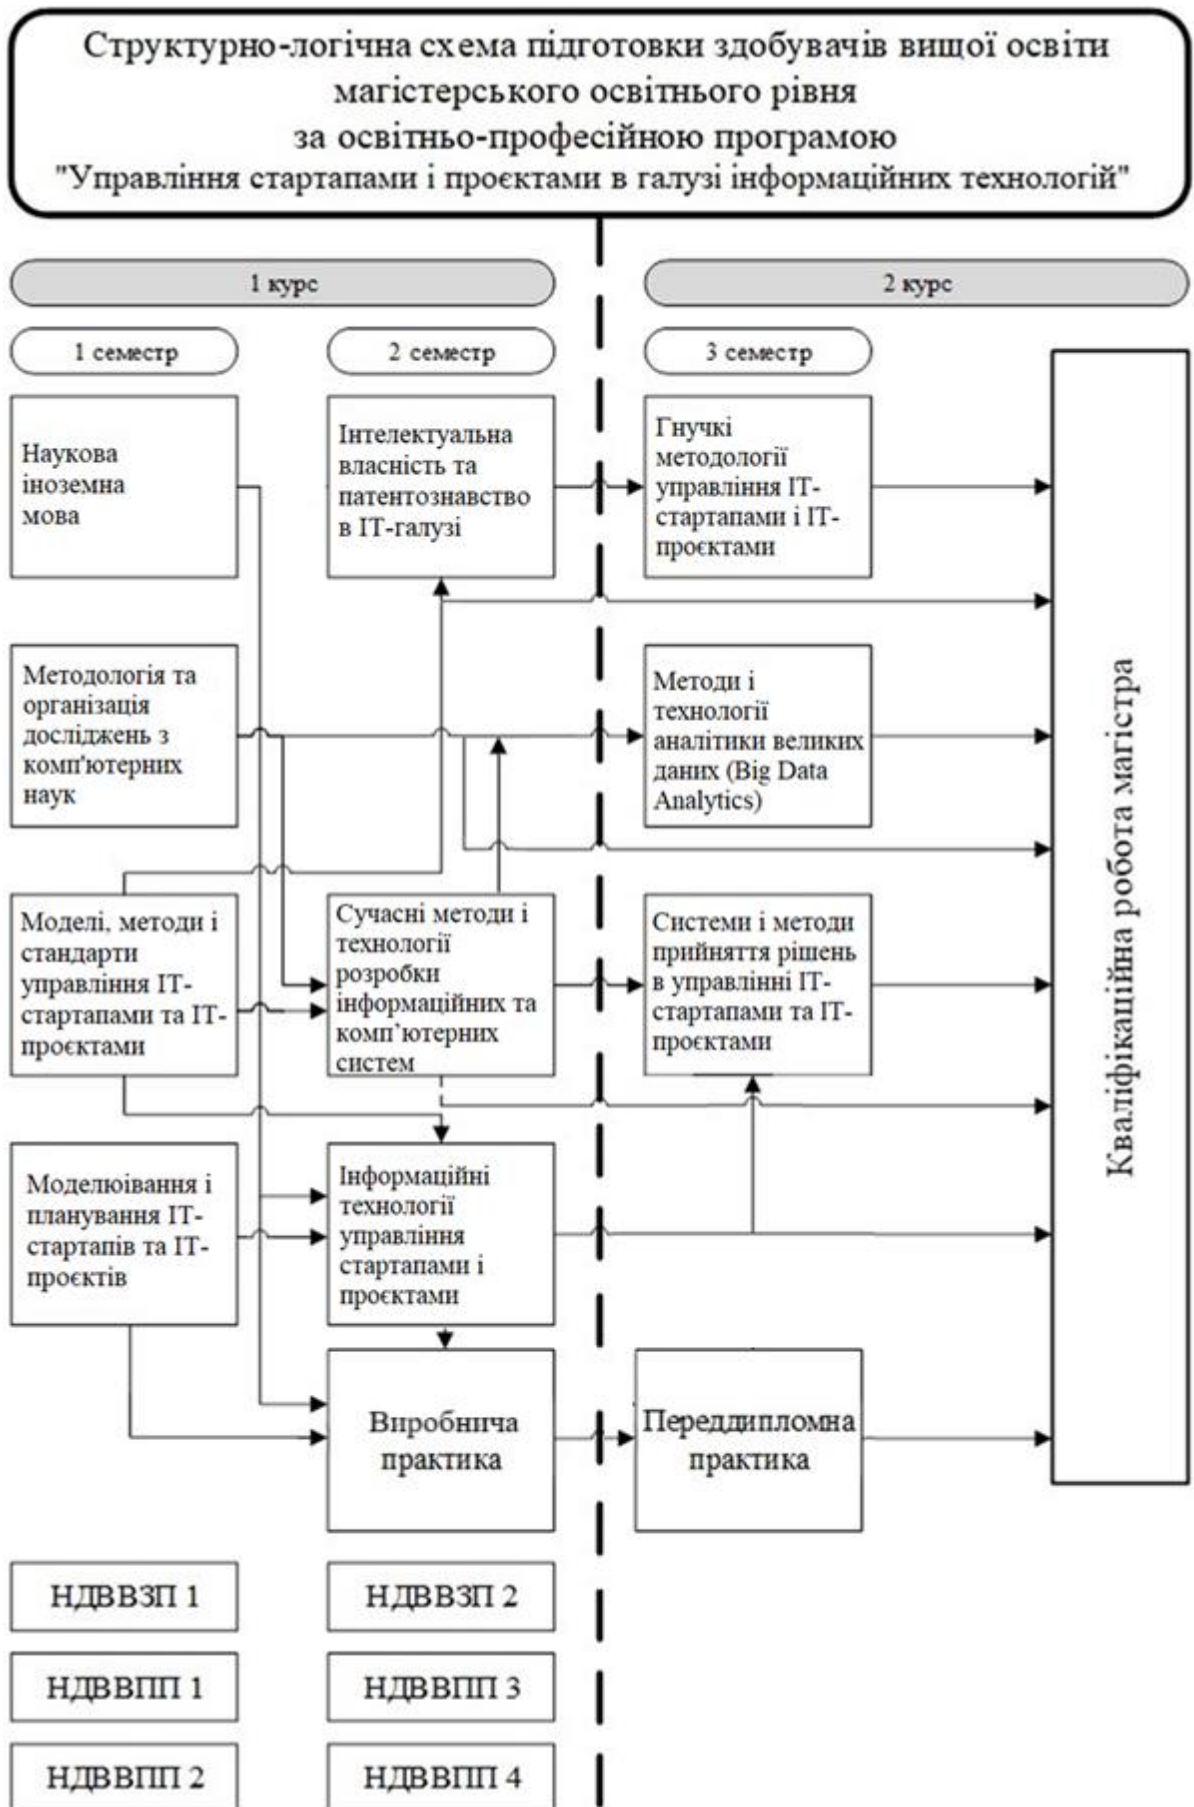 Структурно-логічна схема підготовки здобувачів вищої освіти
магістерського освітнього рівня
за освітньо-професійною програмою
"Управління стартапами і проєктами в галузі інформаційних технологій"
1 курс
2 курс
1 семестр
2 семестр
3 семестр
Наукова
іноземна
мова
Інтелектуальна
власність та
патентознавство
в ІТ-галузі
Гнучкі
методології
управління ІТ-
стартапами і ІТ-
проєктами
Методологія та
організація
досліджень з
комп'ютерних
наук
Методи і
технології
аналітики великих
даних (Big Data
Analytics)
Моделі, методи і
стандарти
управління ІТ-
стартапами та ІТ-
проєктами
Сучасні методи і
технології
розробки
інформаційних та
комп’ютерних
систем
Системи і методи
прийняття рішень
в управлінні ІТ-
стартапами та ІТ-
проєктами
Моделюівання і
планування ІТ-
стартапів та ІТ-
проєктів
Інформаційні
технології
управління
стартапами і
проєктами
Виробнича
практика
Переддипломна
практика
Кваліфікаційна робота магістра
НДВВЗП 1
НДВВЗП 2
НДВВПП 1
НДВВПП 3
НДВВПП 2
НДВВПП 4